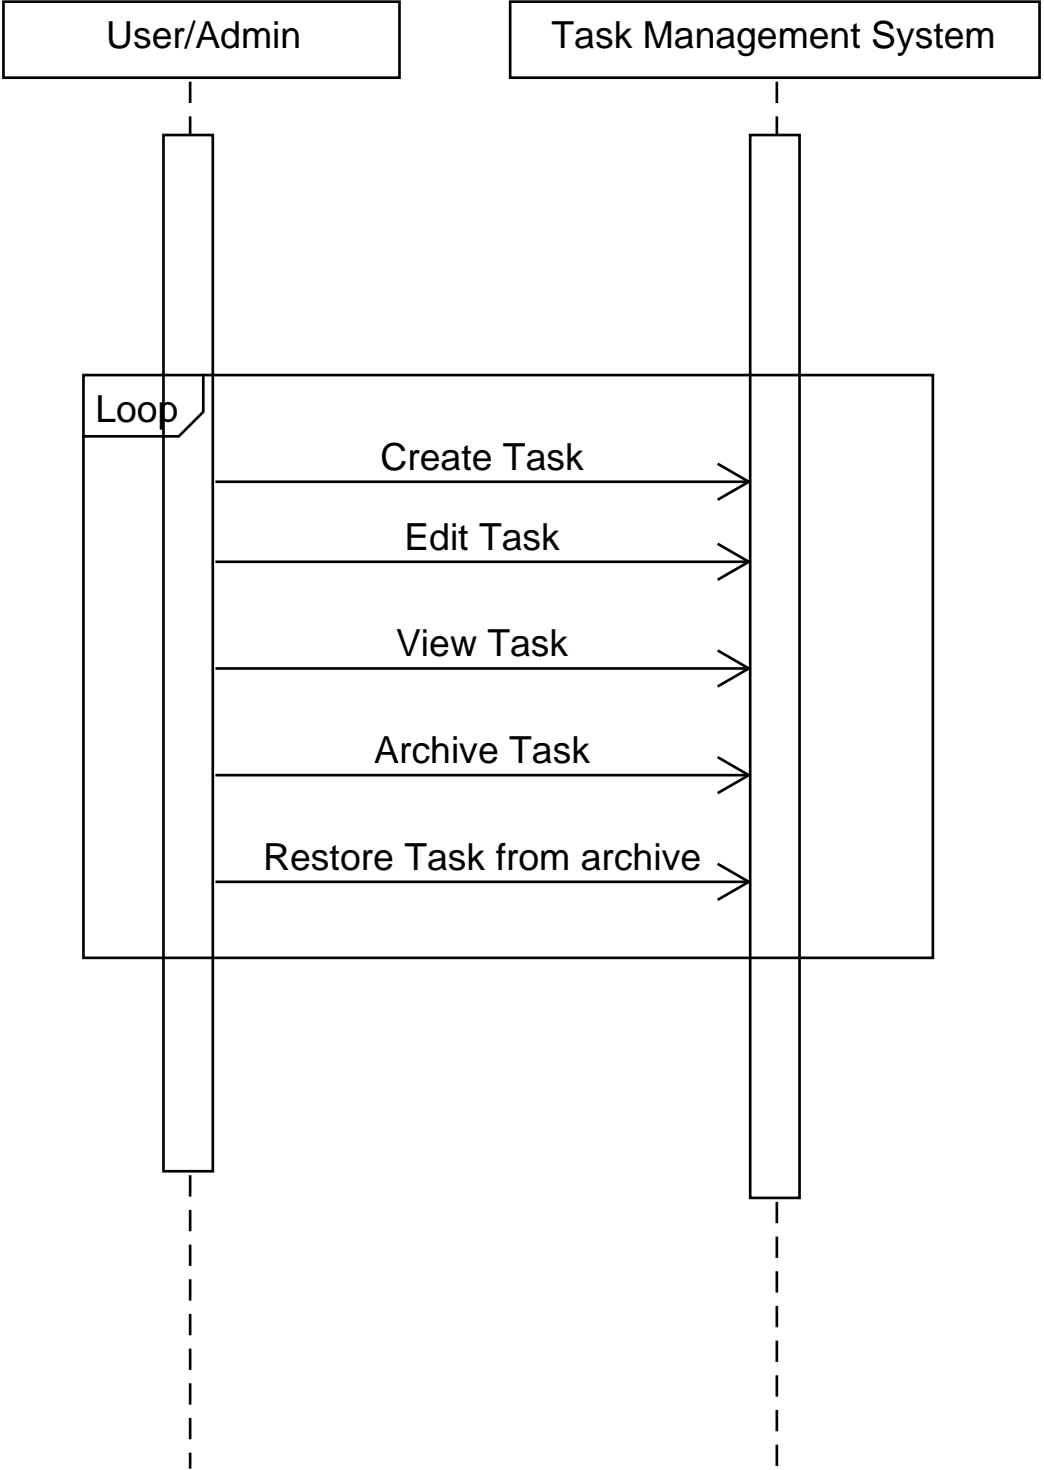 User/Admin
Task Management System
Loop
Create Task
Edit Task
View Task
Archive Task
Restore Task from archive